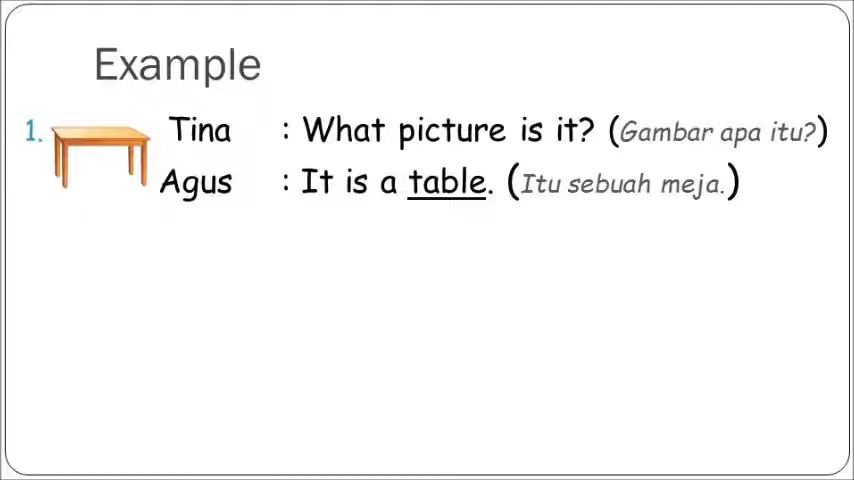 Example
1. Tina : What picture is it? (Gambar apa itu?)
Agus : It is a table. (Itu sebuah meja.)